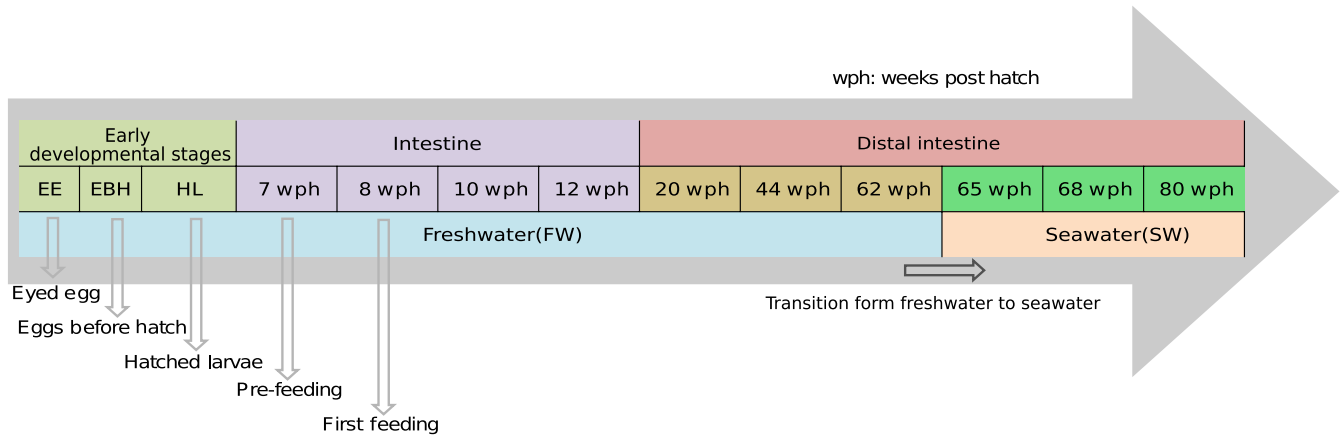 wph: weeks post hatch
Early
developmental stages
Intestine
Distal intestine
EE
EBH
HL
7 wph
8 wph
10 wph
12 wph
20 wph
44 wph
62 wph
65 wph
68 wph
80 wph
Freshwater(FW)
Seawater(SW)
Transition form freshwater to seawater
Eyed egg
Eggs before hatch
Hatched larvae
Pre-feeding
First feeding